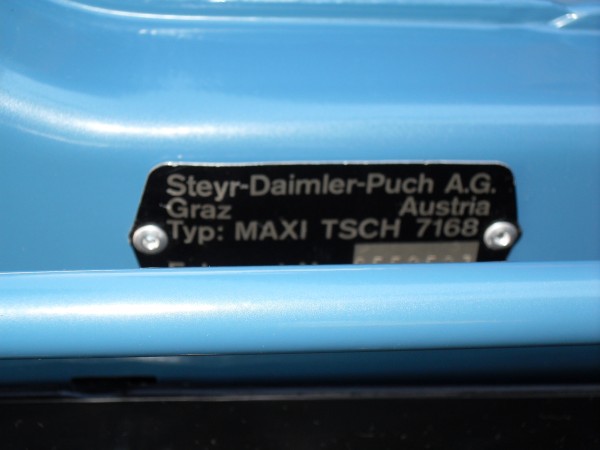 Steyr-Daimler-Puch A.G.
Graz Austria
Typ: MAXI TSCH 7168